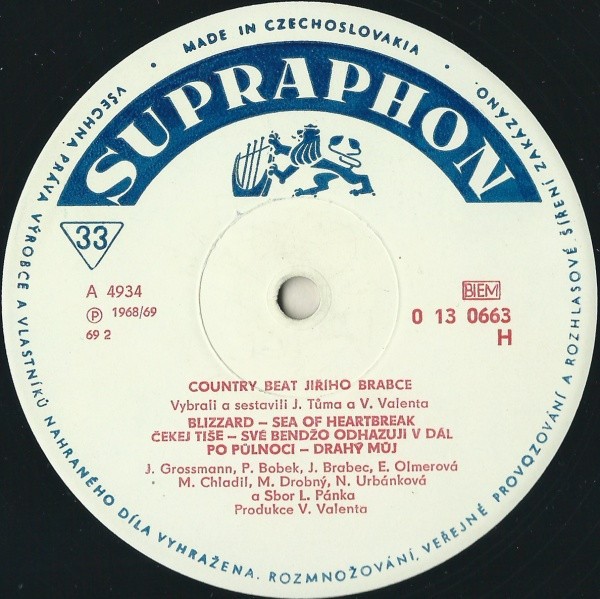 • MADE IN CZECHOSLOVAKIA •
VŠECHNA PRÁVA VÝROBCE A VLASTNÍKŮ NAHRANÉHO DÍLA VYHRAŽENA. ROZMNOŽOVÁNÍ, VEŘEJNÉ PROVOZOVÁNÍ A ROZHLASOVÉ ŠÍŘENÍ ZAKÁZÁNO.
SUPRAPHON
33
A 4934
Ⓟ 1968/69
69 2
BIEM
0 13 0663
H
COUNTRY BEAT JIŘIHO BRABCE
Vybrali a sestavili J. Tůma a V. Valenta
BLIZZARD – SEA OF HEARTBREAK
ČEKEJ TIŠE – SVÉ BENDŽO ODHAZUJI V DÁL
PO PŮLNOCI – DRAHÝ MŮJ
J. Grossmann, P. Bobek, J. Brabec, E. Olmerová
M. Chladil, M. Drobný, N. Urbánková
a Sbor L. Pánka
Produkce V. Valenta